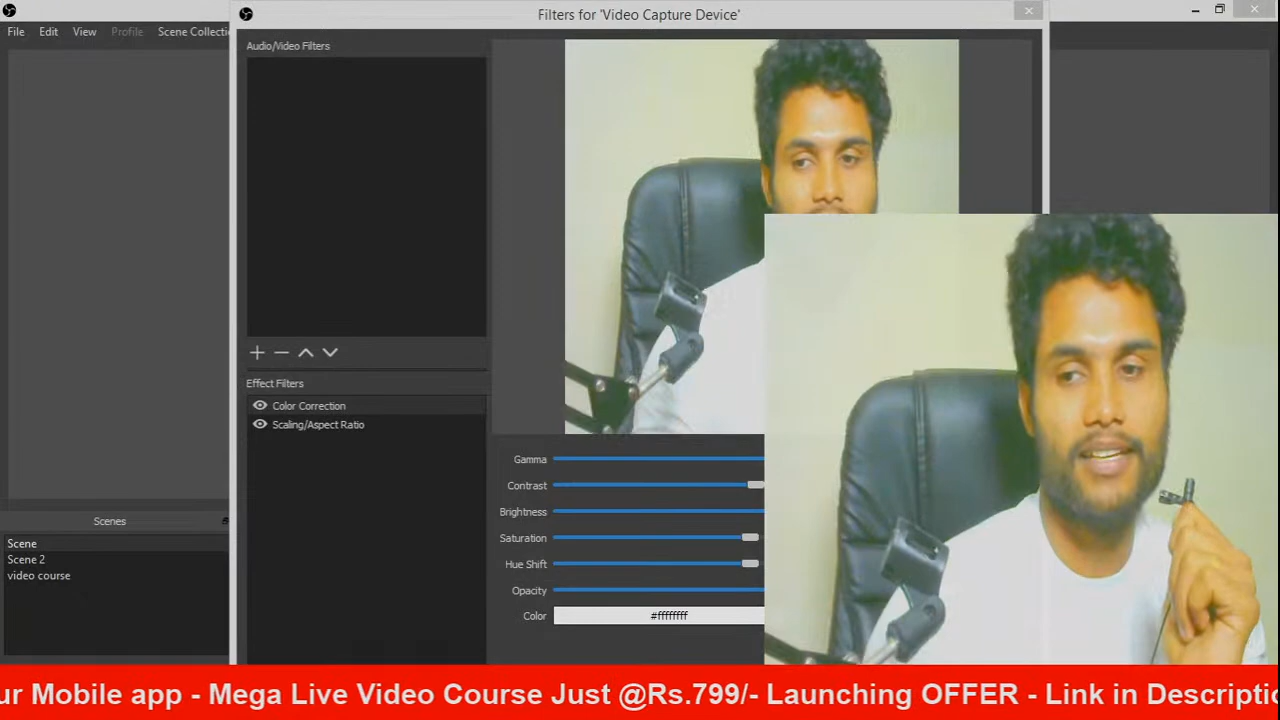 Filters for 'Video Capture Device'
File Edit View Profile Scene Collecti
Audio/Video Filters
Effect Filters
Color Correction
Scaling/Aspect Ratio
Gamma
Contrast
Brightness
Saturation
Hue Shift
Opacity
Color #ffffffff
Scenes
Scene
Scene 2
video course
ur Mobile app - Mega Live Video Course Just @Rs.799/- Launching OFFER - Link in Descriptio